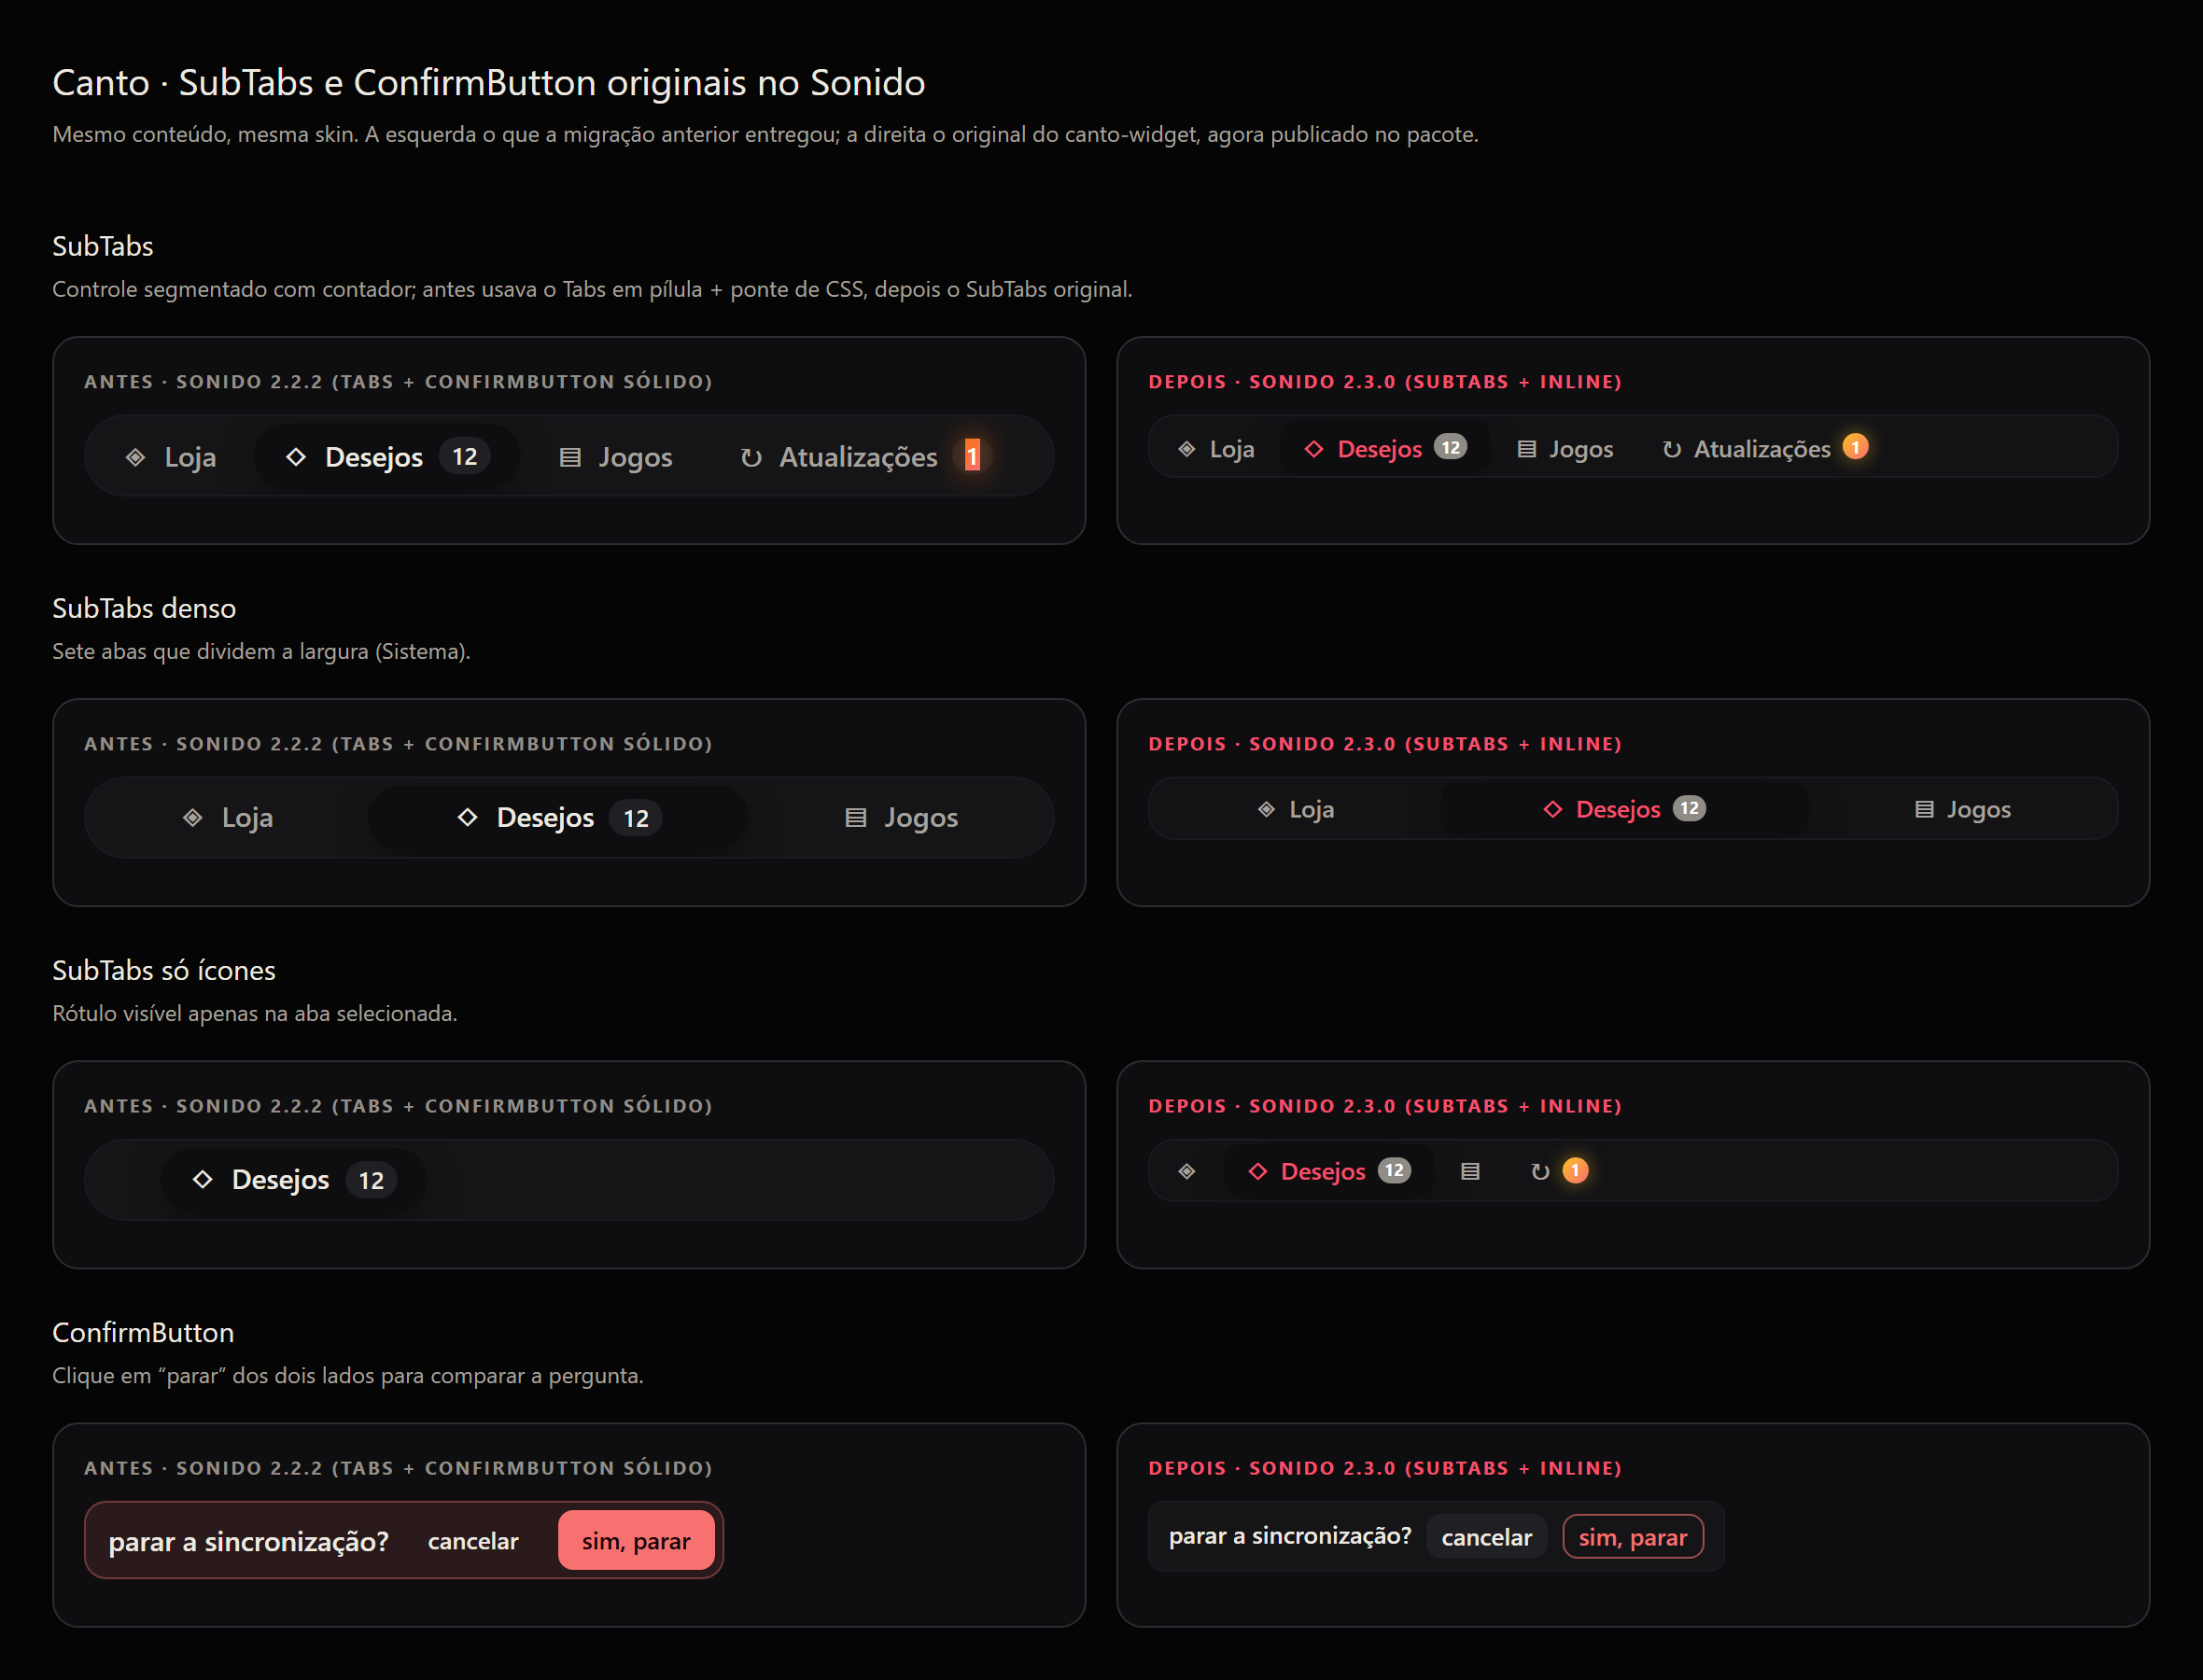 Canto · SubTabs e ConfirmButton originais no Sonido
Mesmo conteúdo, mesma skin. A esquerda o que a migração anterior entregou; a direita o original do canto-widget, agora publicado no pacote.
SubTabs
Controle segmentado com contador; antes usava o Tabs em pílula + ponte de CSS, depois o SubTabs original.
ANTES · SONIDO 2.2.2 (TABS + CONFIRMBUTTON SÓLIDO)
◈ Loja ◇ Desejos 12 ▤ Jogos ↻ Atualizações 1
DEPOIS · SONIDO 2.3.0 (SUBTABS + INLINE)
◈ Loja ◇ Desejos 12 ▤ Jogos ↻ Atualizações 1
SubTabs denso
Sete abas que dividem a largura (Sistema).
ANTES · SONIDO 2.2.2 (TABS + CONFIRMBUTTON SÓLIDO)
◈ Loja ◇ Desejos 12 ▤ Jogos
DEPOIS · SONIDO 2.3.0 (SUBTABS + INLINE)
◈ Loja ◇ Desejos 12 ▤ Jogos
SubTabs só ícones
Rótulo visível apenas na aba selecionada.
ANTES · SONIDO 2.2.2 (TABS + CONFIRMBUTTON SÓLIDO)
◇ Desejos 12
DEPOIS · SONIDO 2.3.0 (SUBTABS + INLINE)
◈ ◇ Desejos 12 ▤ ↻ 1
ConfirmButton
Clique em “parar” dos dois lados para comparar a pergunta.
ANTES · SONIDO 2.2.2 (TABS + CONFIRMBUTTON SÓLIDO)
parar a sincronização? cancelar sim, parar
DEPOIS · SONIDO 2.3.0 (SUBTABS + INLINE)
parar a sincronização? cancelar sim, parar